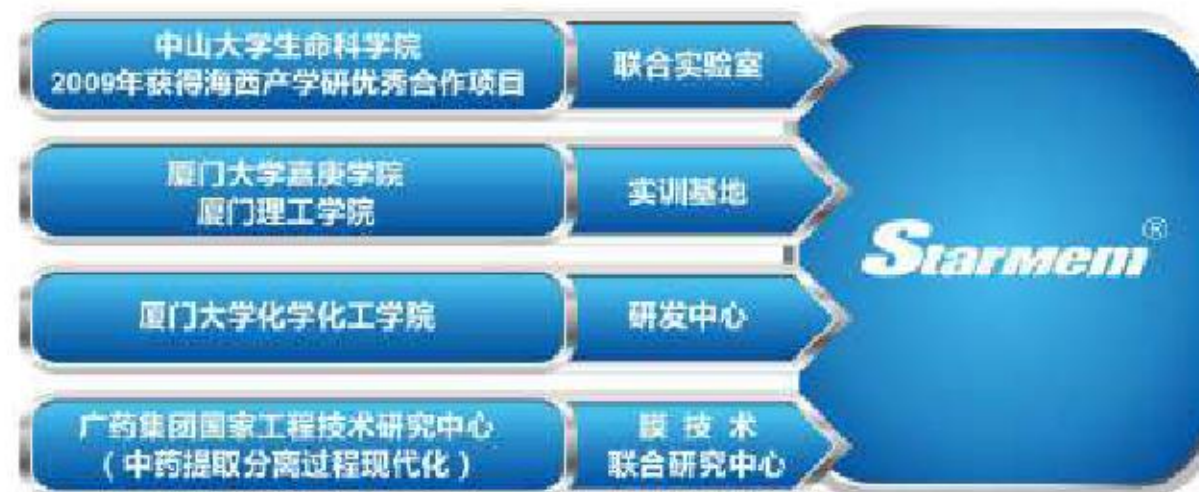 中山大学生命科学院
2009年获得海西产学研优秀合作项目
联合实验室
厦门大学嘉庚学院
厦门理工学院
实训基地
厦门大学化学化工学院
研发中心
广药集团国家工程技术研究中心
（中药提取分离过程现代化）
膜 技 术
联合研究中心
Starmem®